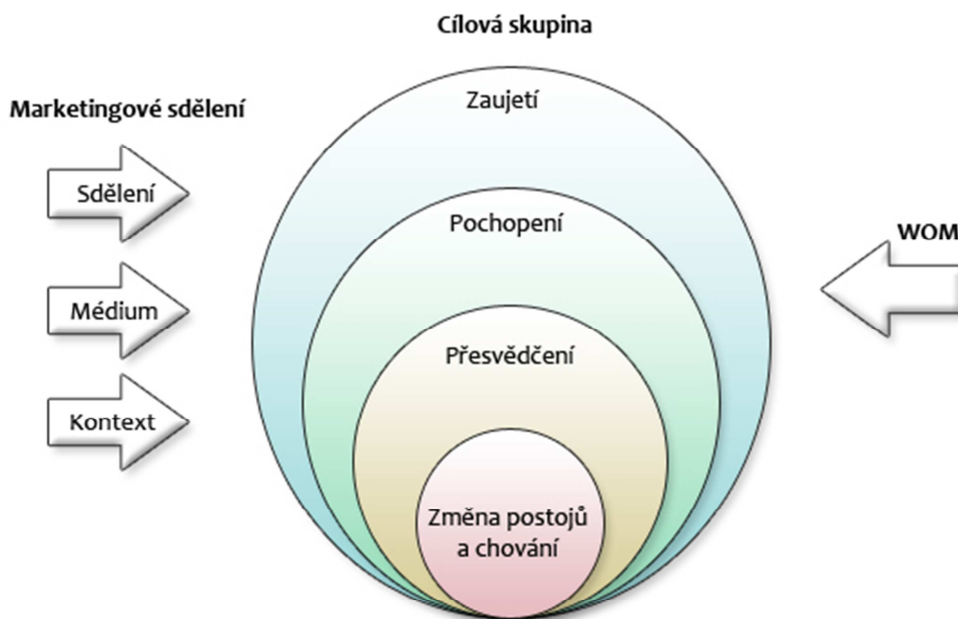 Cílová skupina
Marketingové sdělení
Sdělení
Médium
Kontext
Zaujetí
Pochopení
Přesvědčení
Změna postojů
a chování
WOM